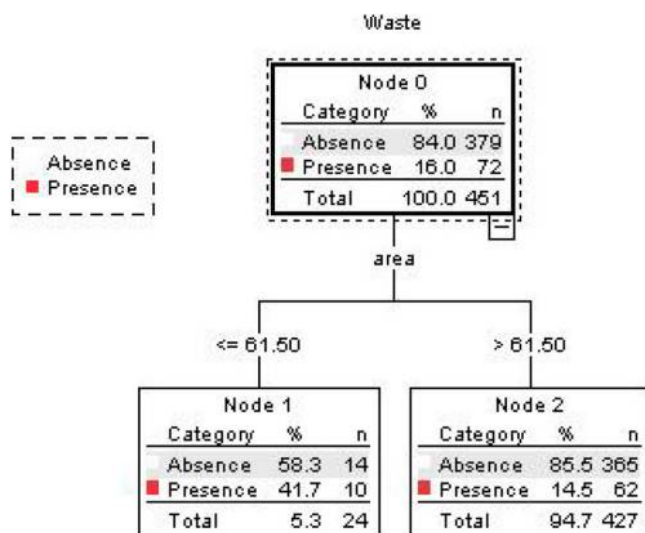 Waste
Node 0
Category % n
Absence 84.0 379
Presence 16.0 72
Total 100.0 451
Absence
Presence
area
<= 61.50
> 61.50
Node 1
Category % n
Absence 58.3 14
Presence 41.7 10
Total 5.3 24
Node 2
Category % n
Absence 85.5 365
Presence 14.5 62
Total 94.7 427